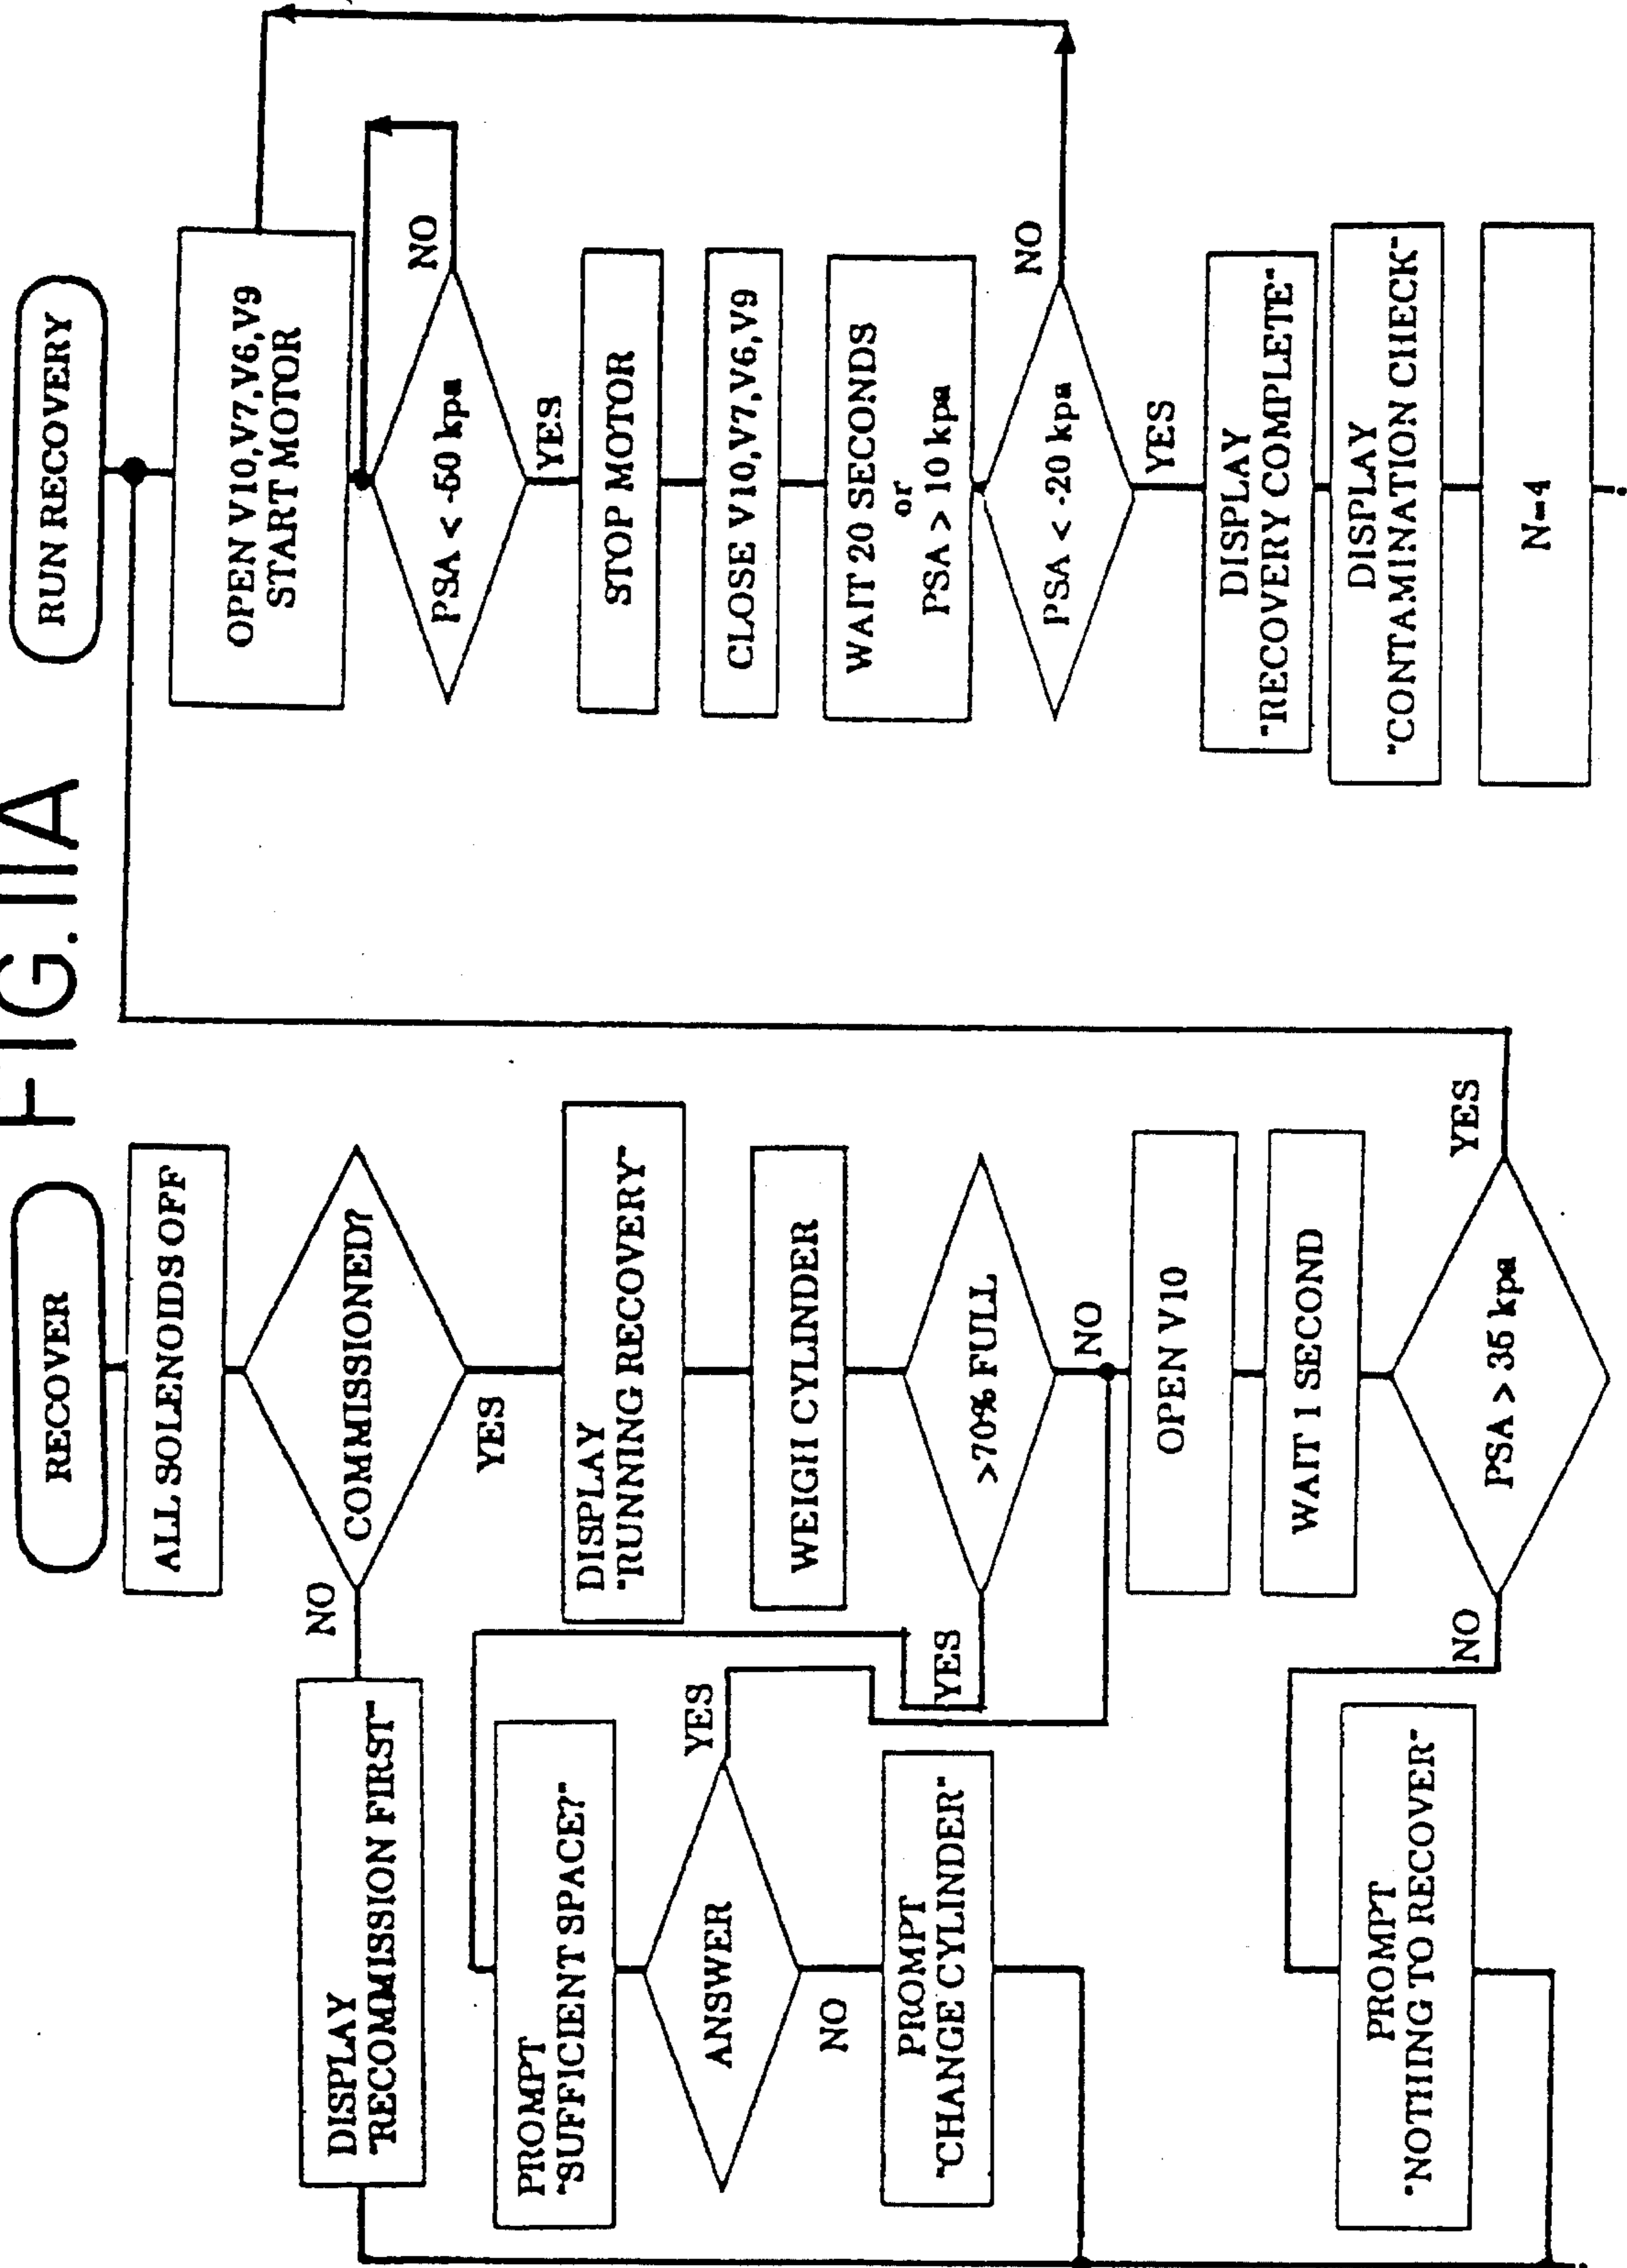 FIG. 11A
RECOVER
ALL SOLENOIDS OFF
COMMISSIONED?
NO
YES
DISPLAY
"RECOMMISSION FIRST"
DISPLAY
"RUNNING RECOVERY"
WEIGH CYLINDER
>70% FULL
YES
NO
PROMPT
"SUFFICIENT SPACE?"
ANSWER
YES
NO
PROMPT
"CHANGE CYLINDER"
OPEN V10
WAIT 1 SECOND
PSA > 35 kpa
NO
YES
PROMPT
"NOTHING TO RECOVER"
RUN RECOVERY
OPEN V10,V7,V6,V9
START MOTOR
PSA < -50 kpa
NO
YES
STOP MOTOR
CLOSE V10,V7,V6,V9
WAIT 20 SECONDS
or
PSA > 10 kpa
PSA < -20 kpa
NO
YES
DISPLAY
"RECOVERY COMPLETE"
DISPLAY
"CONTAMINATION CHECK"
N=4